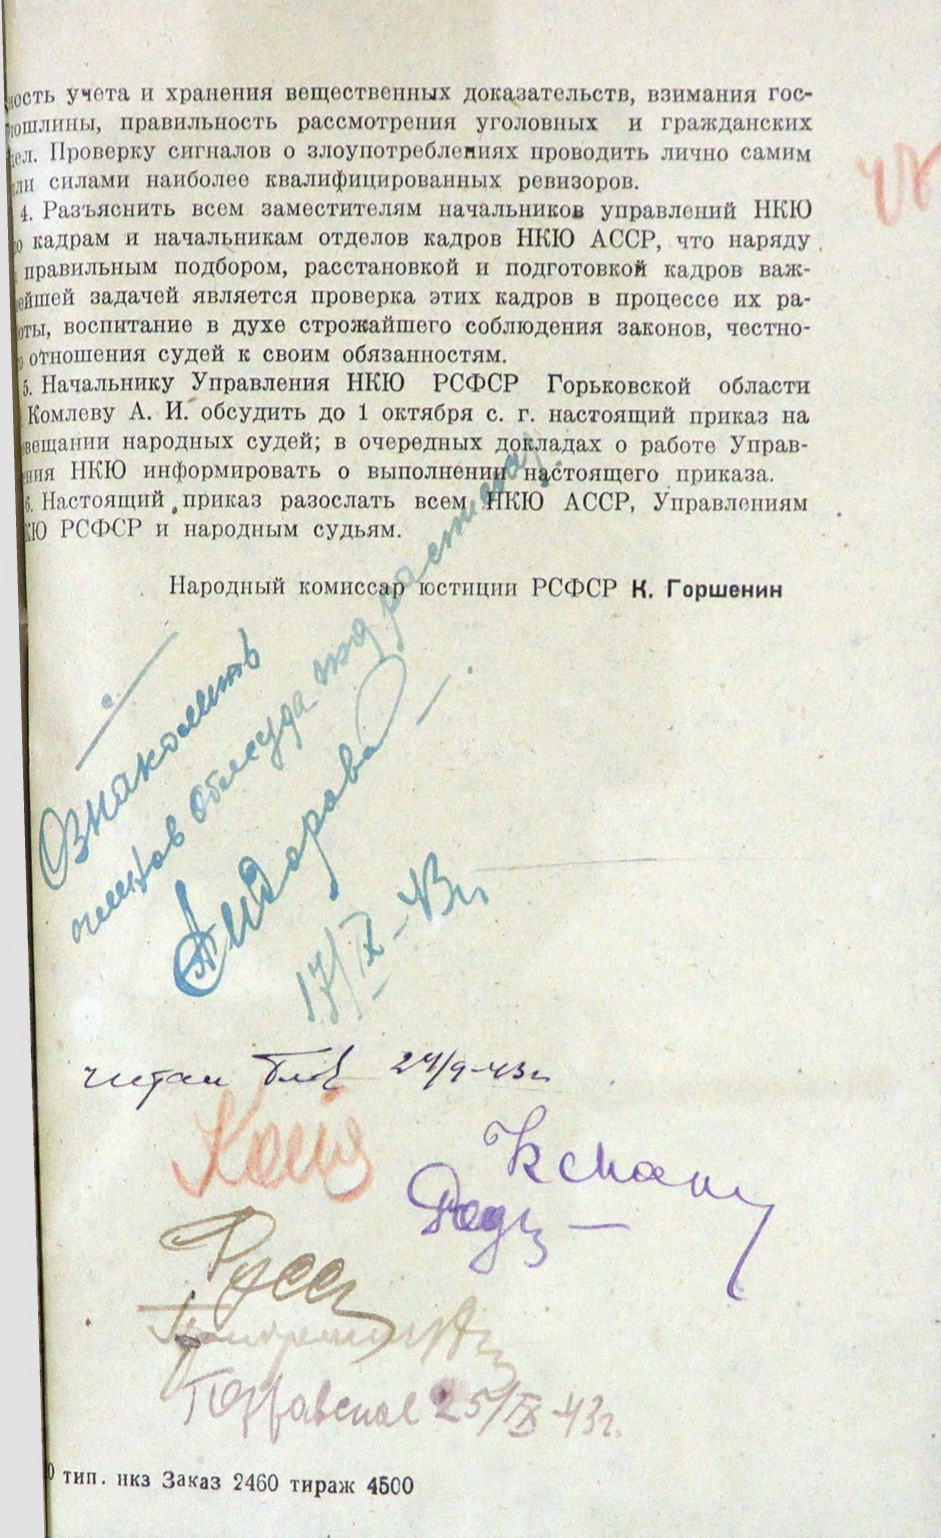 ность учета и хранения вещественных доказательств, взимания гос-
пошлины, правильность рассмотрения уголовных и гражданских
дел. Проверку сигналов о злоупотреблениях проводить лично самим
или силами наиболее квалифицированных ревизоров.
4. Разъяснить всем заместителям начальников управлений НКЮ
по кадрам и начальникам отделов кадров НКЮ АССР, что наряду
правильным подбором, расстановкой и подготовкой кадров важ-
нейшей задачей является проверка этих кадров в процессе их ра-
боты, воспитание в духе строжайшего соблюдения законов, честно-
о отношения судей к своим обязанностям.
5. Начальнику Управления НКЮ РСФСР Горьковской области
Комлеву А. И. обсудить до 1 октября с. г. настоящий приказ на
вещании народных судей; в очередных докладах о работе Управ-
ния НКЮ информировать о выполнении настоящего приказа.
6. Настоящий приказ разослать всем НКЮ АССР, Управлениям
КЮ РСФСР и народным судьям.
Народный комиссар юстиции РСФСР К. Горшенин
Ознакомить
членов Облсуда под расписку
17/IX-43г
читал 24/9-43г
25/IX-43г.
0 тип. нкз Заказ 2460 тираж 4500